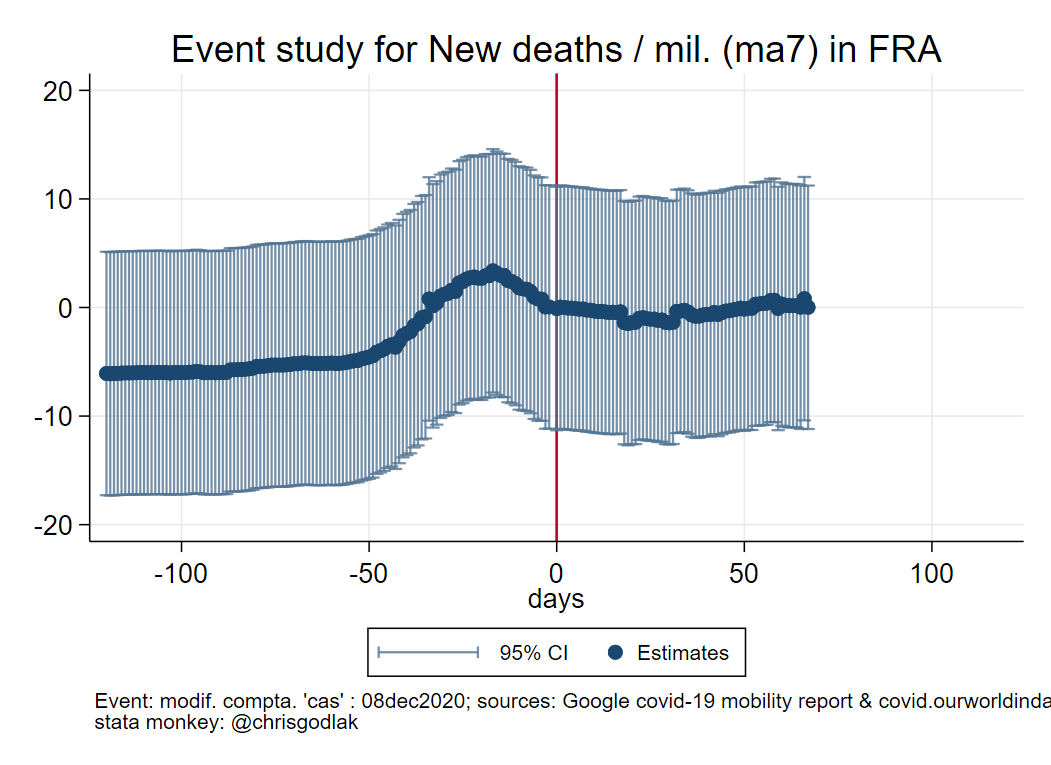 Event study for New deaths / mil. (ma7) in FRA
20
10
0
-10
-20
-100 -50 0 50 100
days
95% CI Estimates
Event: modif. compta. 'cas' : 08dec2020; sources: Google covid-19 mobility report & covid.ourworldinda
stata monkey: @chrisgodlak